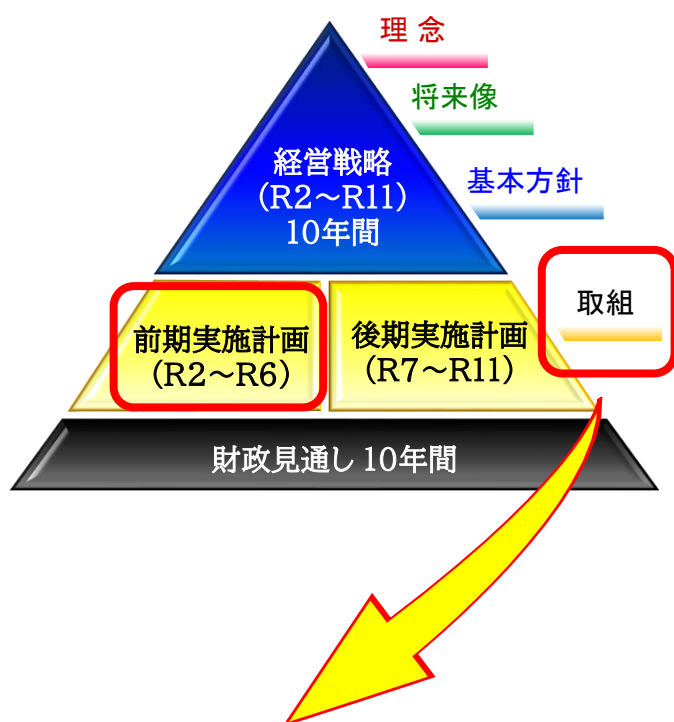 理 念
将来像
経営戦略
(R2～R11)
10年間
基本方針
取組
前期実施計画
(R2～R6)
後期実施計画
(R7～R11)
財政見通し 10年間